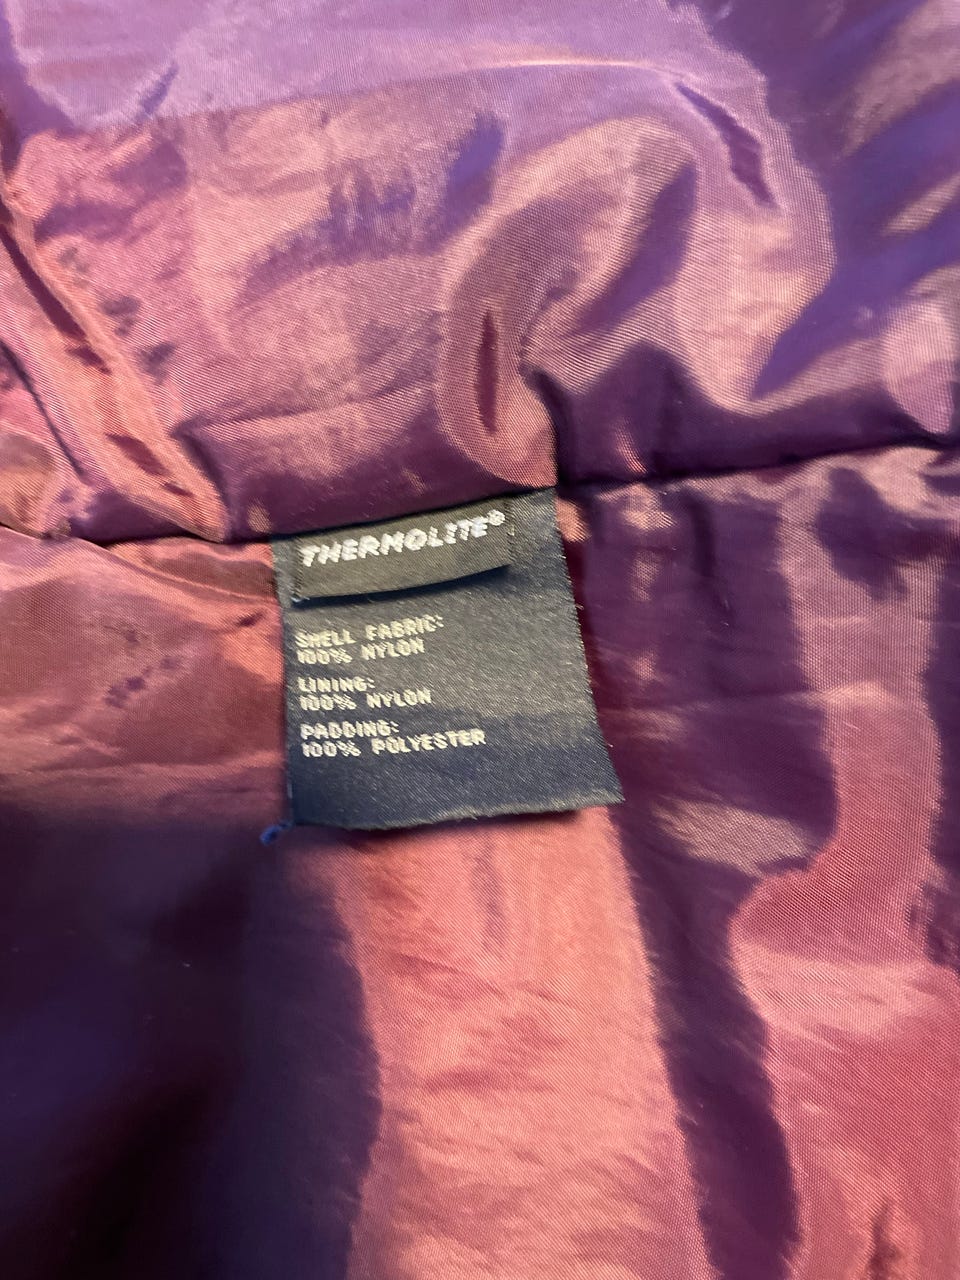 THERMOLITE®
SHELL FABRIC:
100% NYLON
LINING:
100% NYLON
PADDING:
100% POLYESTER